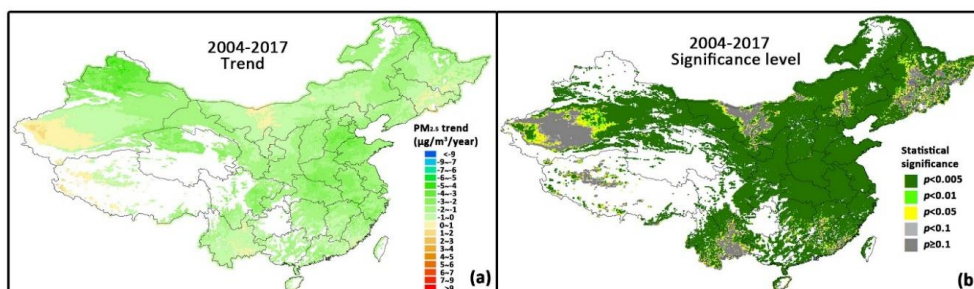 2004-2017
Trend
PM2.5 trend
(μg/m³/year)
<-9
-9~-7
-7~-6
-6~-5
-5~-4
-4~-3
-3~-2
-2~-1
-1~0
0~1
1~2
2~3
3~4
4~5
5~6
6~7
7~9
>9
(a)
2004-2017
Significance level
Statistical
significance
p<0.005
p<0.01
p<0.05
p<0.1
p≥0.1
(b)